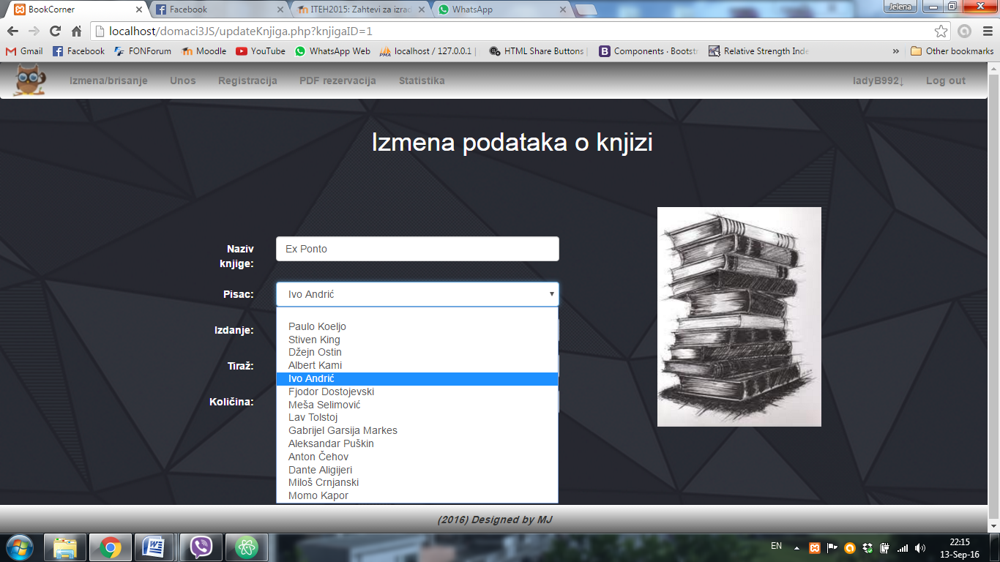 BookCorner
Facebook
ITEH2015: Zahtevi za izrad
WhatsApp
Jelena
localhost/domaci3JS/updateKnjiga.php?knjigaID=1
Gmail
Facebook
FONForum
Moodle
YouTube
WhatsApp Web
PMA
localhost / 127.0.0.1 |
HTML Share Buttons |
B
Components · Bootst
Relative Strength Inde
»
Other bookmarks
Izmena/brisanje
Unos
Registracija
PDF rezervacija
Statistika
ladyB992↓
Log out
Izmena podataka o knjizi
Naziv
knjige:
Ex Ponto
Pisac:
Ivo Andrić
Izdanje:
Tiraž:
Količina:
Paulo Koeljo
Stiven King
Džejn Ostin
Albert Kami
Ivo Andrić
Fjodor Dostojevski
Meša Selimović
Lav Tolstoj
Gabrijel Garsija Markes
Aleksandar Puškin
Anton Čehov
Dante Aligijeri
Miloš Crnjanski
Momo Kapor
(2016) Designed by MJ
EN
22:15
13-Sep-16